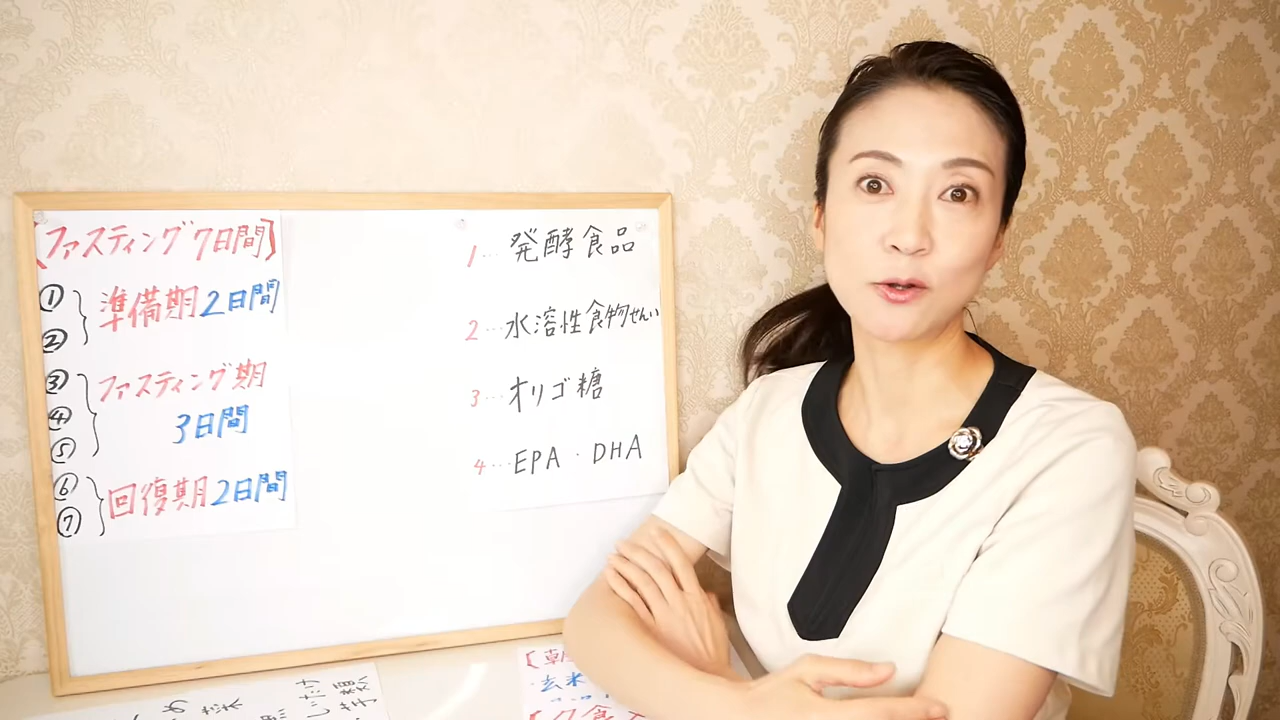 【ファスティング7日間】
① ② 準備期2日間
③ ④ ⑤ ファスティング期
3日間
⑥ ⑦ 回復期2日間
1… 発酵食品
2… 水溶性食物せんい
3… オリゴ糖
4… EPA・DHA